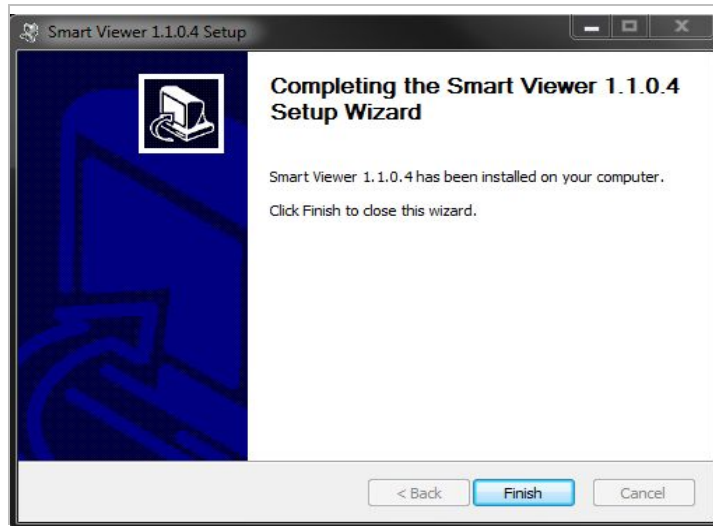 Smart Viewer 1.1.0.4 Setup
Completing the Smart Viewer 1.1.0.4
Setup Wizard
Smart Viewer 1.1.0.4 has been installed on your computer.
Click Finish to close this wizard.
< Back
Finish
Cancel